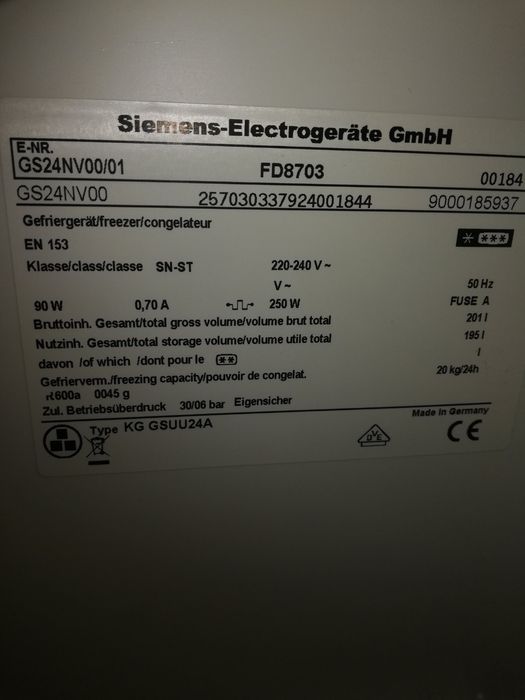 Siemens-Electrogeräte GmbH
E-NR.
GS24NV00/01 FD8703 00184
GS24NV00 257030337924001844 9000185937
Gefriergerät/freezer/congelateur
EN 153
Klasse/class/classe SN-ST 220-240 V~
V~ 50 Hz
90 W 0,70 A 250 W FUSE A
Bruttoinh. Gesamt/total gross volume/volume brut total 201 l
Nutzinh. Gesamt/total storage volume/volume utile total 195 l
davon /of which /dont pour le ** l
Gefrierverm./freezing capacity/pouvoir de congelat. 20 kg/24h
r600a 0045 g
Zul. Betriebsüberdruck 30/06 bar Eigensicher
Made in Germany
Type KG GSUU24A
DVE CE